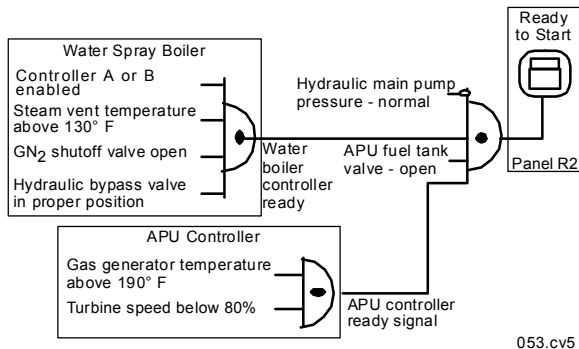 Water Spray Boiler
Controller A or B
enabled
Steam vent temperature
above 130° F
GN2 shutoff valve open
Hydraulic bypass valve
in proper position
Water
boiler
controller
ready
APU Controller
Gas generator temperature
above 190° F
Turbine speed below 80%
APU controller
ready signal
Hydraulic main pump
pressure - normal
APU fuel tank
valve - open
Ready
to Start
Panel R2
053.cv5